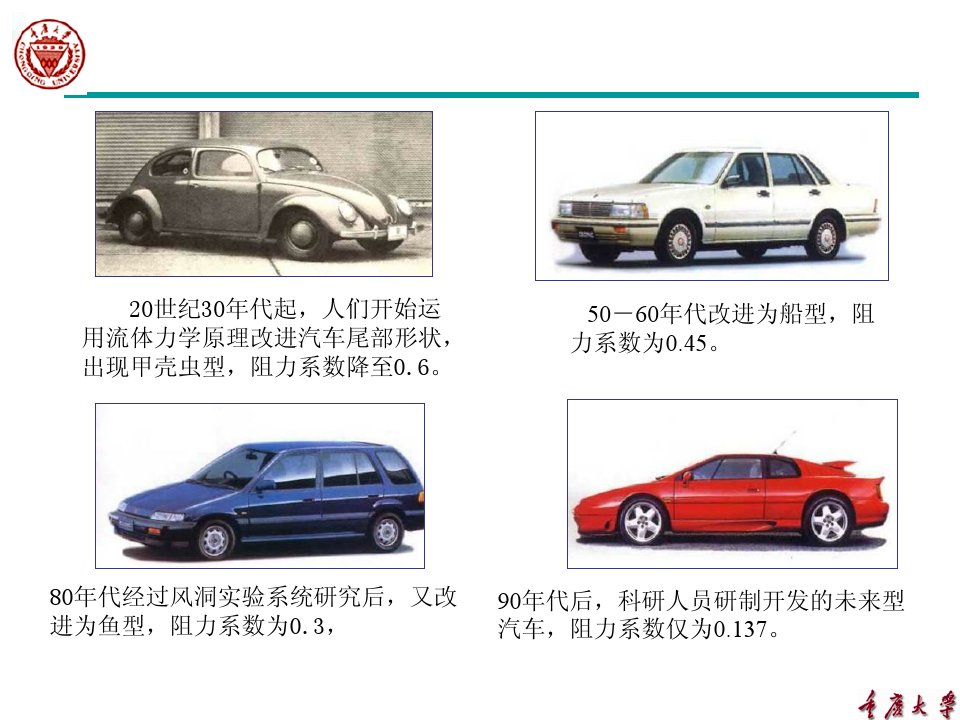 重庆大学
1929
CHONGQING UNIVERSITY
20世纪30年代起，人们开始运
用流体力学原理改进汽车尾部形状，
出现甲壳虫型，阻力系数降至0.6。
50－60年代改进为船型，阻
力系数为0.45。
80年代经过风洞实验系统研究后，又改
进为鱼型，阻力系数为0.3，
90年代后，科研人员研制开发的未来型
汽车，阻力系数仅为0.137。
重庆大学